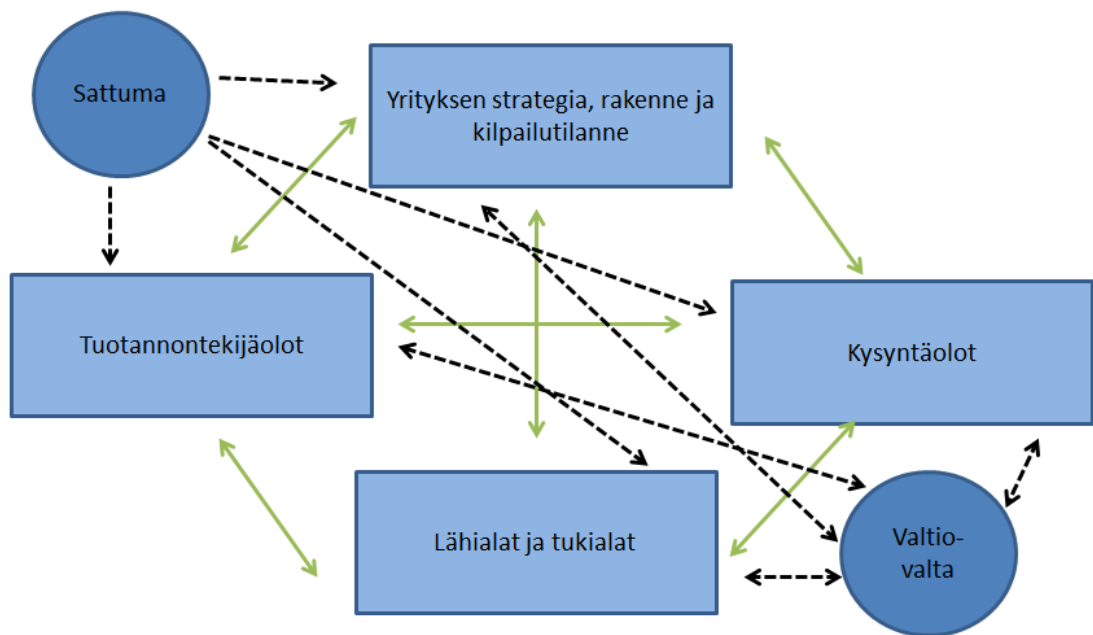 Sattuma
Yrityksen strategia, rakenne ja
kilpailutilanne
Tuotannontekijäolot
Kysyntäolot
Lähialat ja tukialat
Valtio-
valta